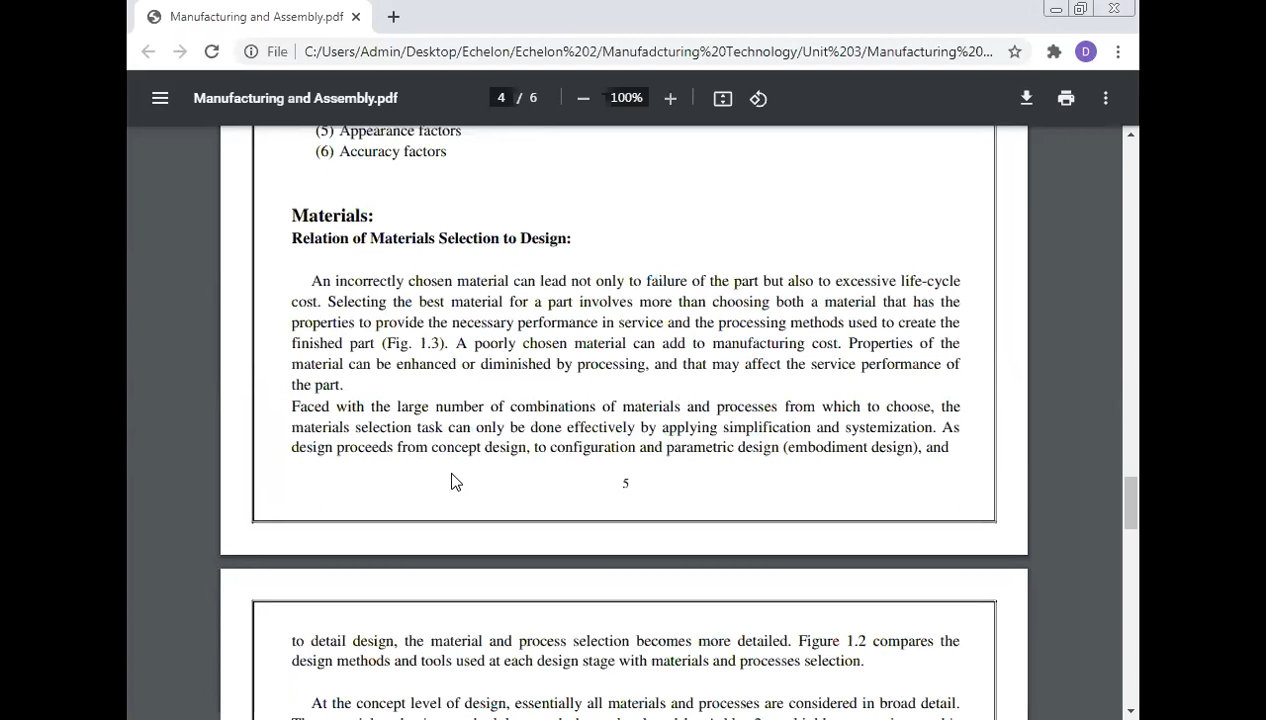 Manufacturing and Assembly.pdf
File C:/Users/Admin/Desktop/Echelon/Echelon%202/Manufadcturing%20Technology/Unit%203/Manufacturing%20...
D
Manufacturing and Assembly.pdf
4 / 6
100%
(5) Appearance factors
(6) Accuracy factors
Materials:
Relation of Materials Selection to Design:
An incorrectly chosen material can lead not only to failure of the part but also to excessive life-cycle
cost. Selecting the best material for a part involves more than choosing both a material that has the
properties to provide the necessary performance in service and the processing methods used to create the
finished part (Fig. 1.3). A poorly chosen material can add to manufacturing cost. Properties of the
material can be enhanced or diminished by processing, and that may affect the service performance of
the part.
Faced with the large number of combinations of materials and processes from which to choose, the
materials selection task can only be done effectively by applying simplification and systemization. As
design proceeds from concept design, to configuration and parametric design (embodiment design), and
5
to detail design, the material and process selection becomes more detailed. Figure 1.2 compares the
design methods and tools used at each design stage with materials and processes selection.
At the concept level of design, essentially all materials and processes are considered in broad detail.